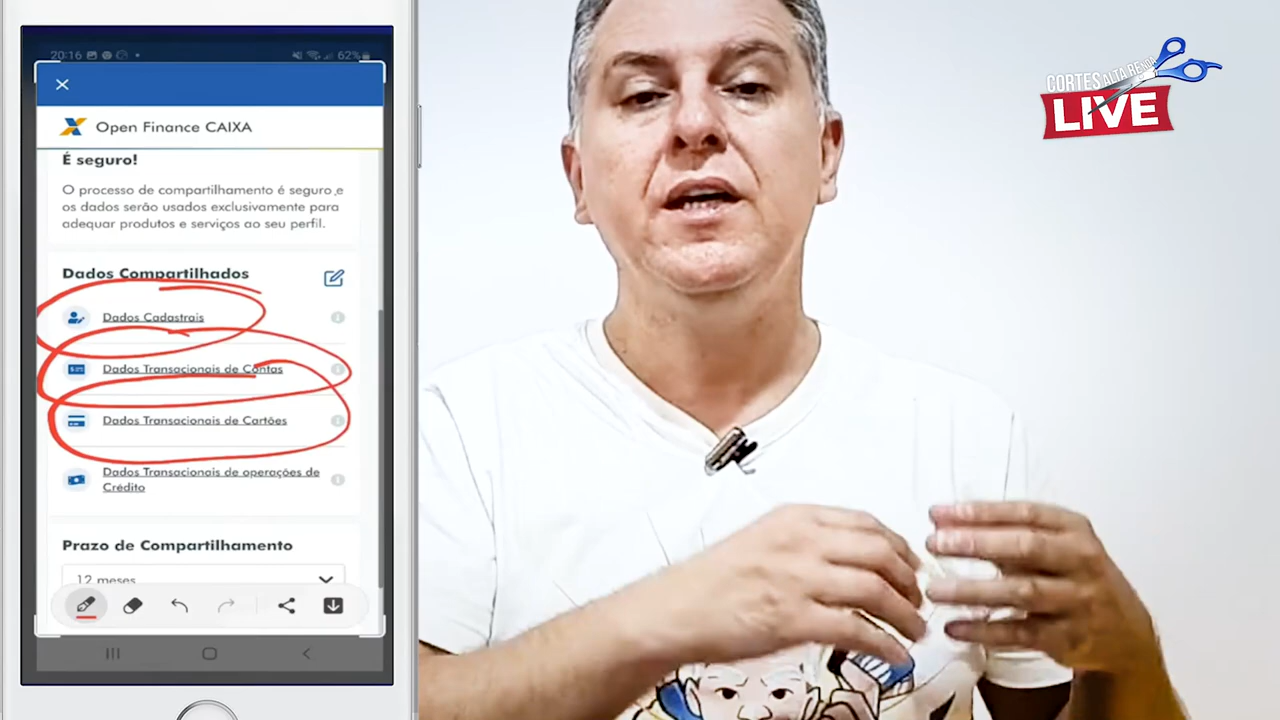 20:16
62%
Open Finance CAIXA
É seguro!
O processo de compartilhamento é seguro e
os dados serão usados exclusivamente para
adequar produtos e serviços ao seu perfil.
Dados Compartilhados
Dados Cadastrais
Dados Transacionais de Contas
Dados Transacionais de Cartões
Dados Transacionais de operações de
Crédito
Prazo de Compartilhamento
12 meses
CORTES ALTA RENDA
LIVE